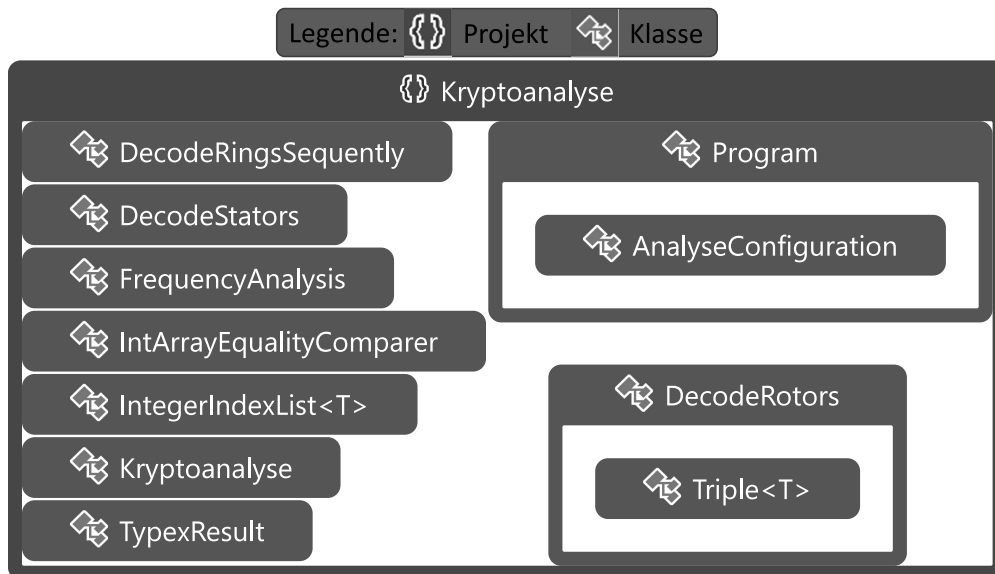 Legende: Projekt Klasse
Kryptoanalyse
DecodeRingsSequently
DecodeStators
FrequencyAnalysis
IntArrayEqualityComparer
IntegerIndexList<T>
Kryptoanalyse
TypexResult
Program
AnalyseConfiguration
DecodeRotors
Triple<T>